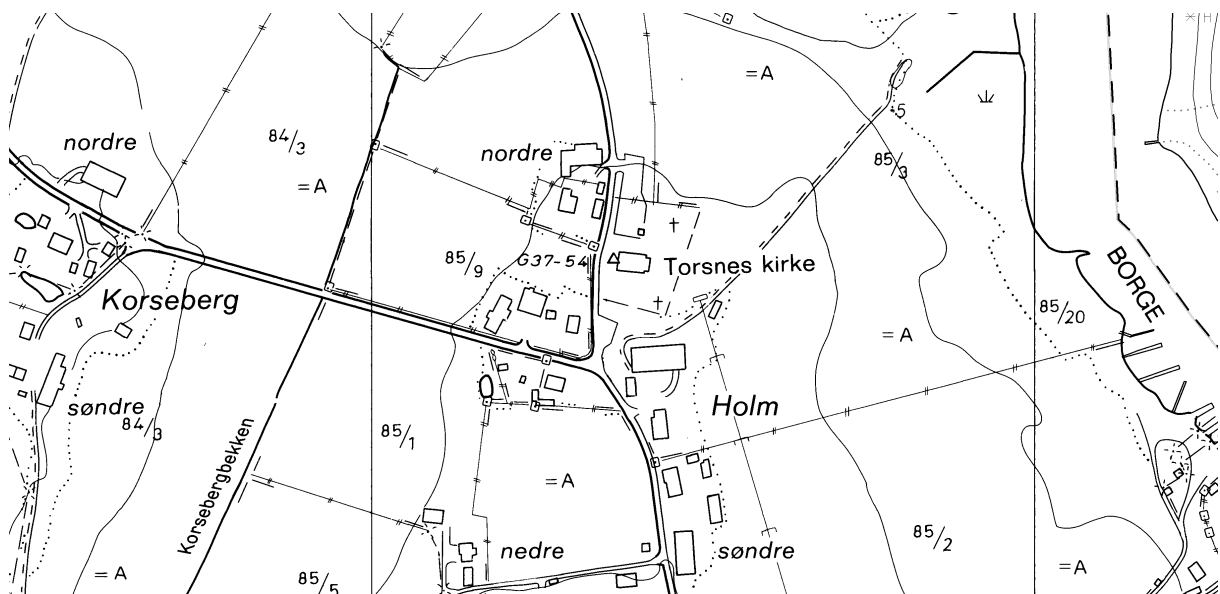 = A
nordre
84/3
nordre
5
85/3
= A
85/9
G37-54
Torsnes kirke
BORGE
Korseberg
85/20
= A
søndre
84/3
Holm
85/1
Korsebergbekken
= A
85/2
nedre
søndre
= A
85/5
= A